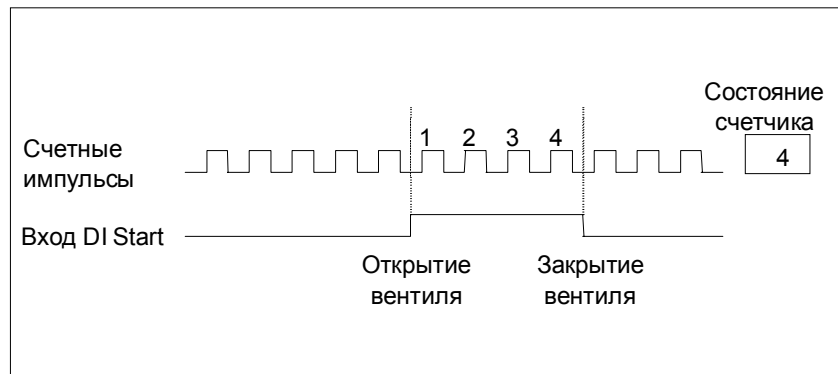 Состояние
счетчика
1 2 3 4
Счетные
импульсы
4
Вход DI Start
Открытие
вентиля
Закрытие
вентиля